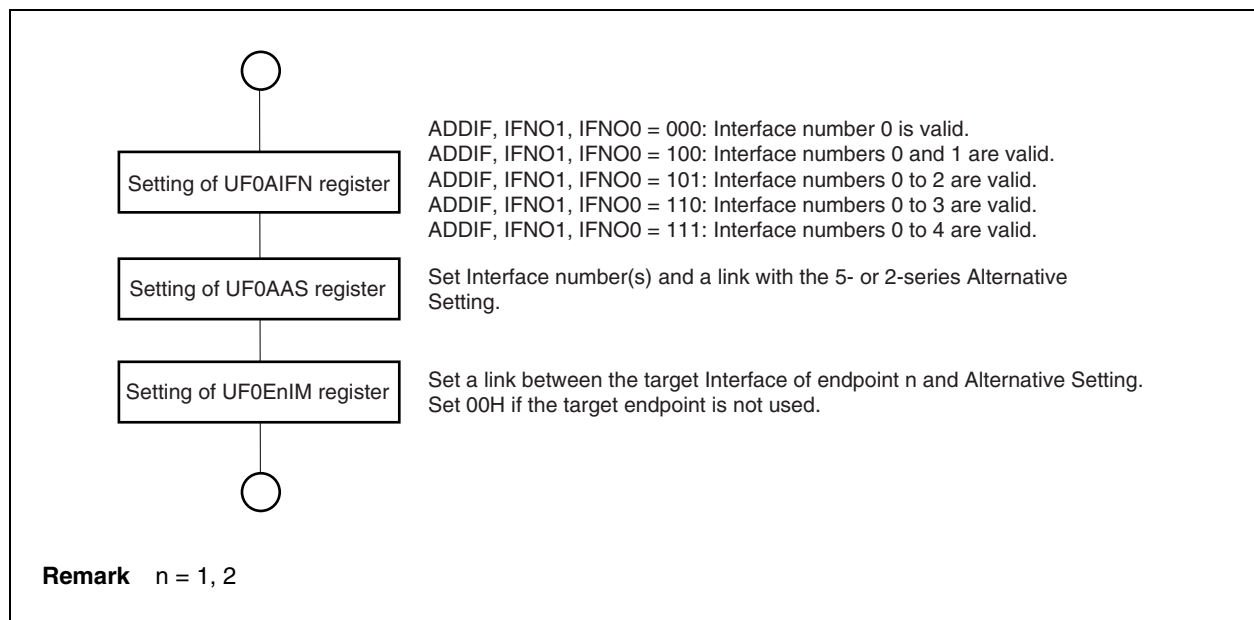 ADDIF, IFNO1, IFNO0 = 000: Interface number 0 is valid.
ADDIF, IFNO1, IFNO0 = 100: Interface numbers 0 and 1 are valid.
Setting of UF0AIFN register
ADDIF, IFNO1, IFNO0 = 101: Interface numbers 0 to 2 are valid.
ADDIF, IFNO1, IFNO0 = 110: Interface numbers 0 to 3 are valid.
ADDIF, IFNO1, IFNO0 = 111: Interface numbers 0 to 4 are valid.
Setting of UF0AAS register
Set Interface number(s) and a link with the 5- or 2-series Alternative
Setting.
Setting of UF0EnIM register
Set a link between the target Interface of endpoint n and Alternative Setting.
Set 00H if the target endpoint is not used.
Remark n = 1, 2